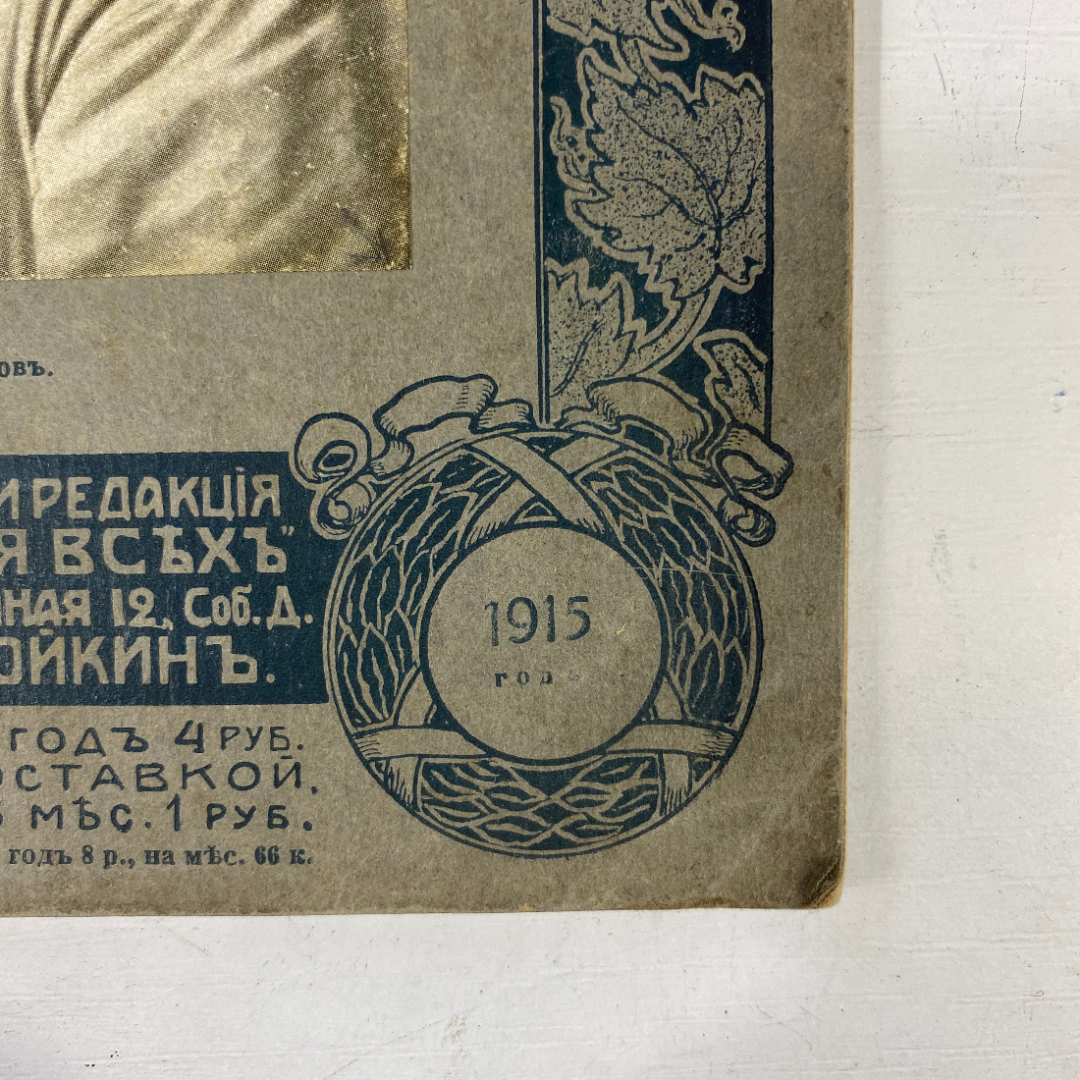 овъ.
И РЕДАКЦІЯ
Я ВСѢХЪ"
НАЯ 12, Соб. Д.
ОЙКИНЪ.
1915
годъ
ГОДЪ 4 РУБ.
ОСТАВКОЙ.
МѢС. 1 РУБ.
годъ 8 р., на мѣс. 66 к.